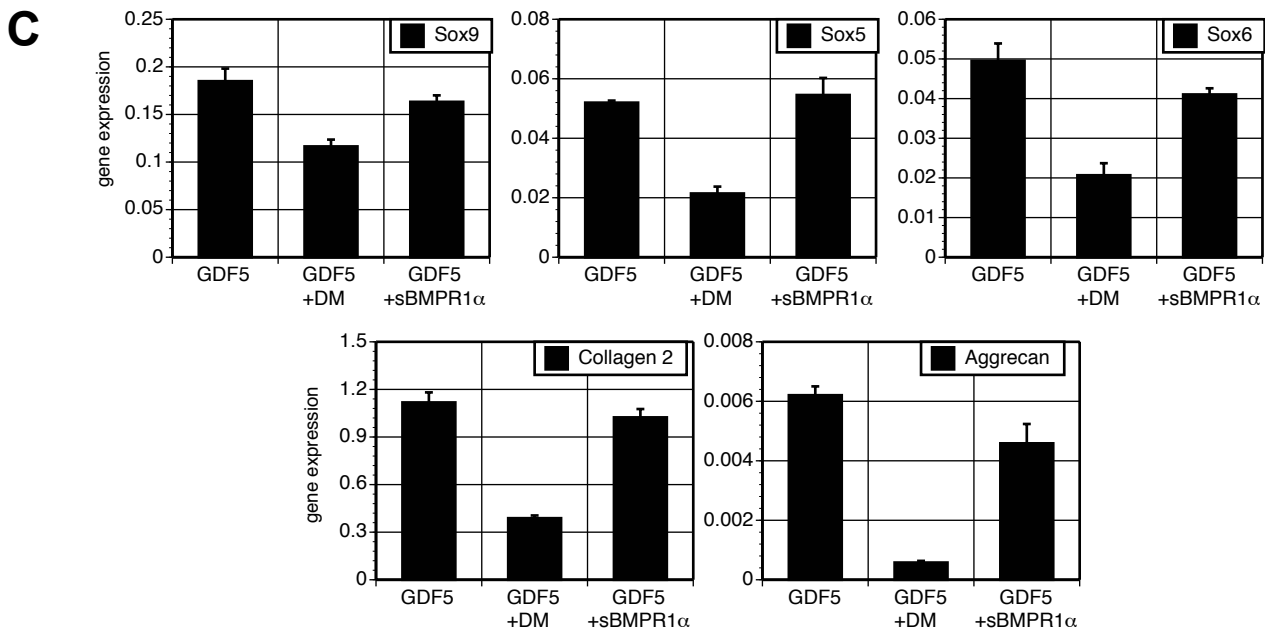 C
gene expression
0.25
0.2
0.15
0.1
0.05
0
Sox9
GDF5
GDF5
+DM
GDF5
+sBMPR1α
0.08
0.06
0.04
0.02
0
Sox5
GDF5
GDF5
+DM
GDF5
+sBMPR1α
0.06
0.05
0.04
0.03
0.02
0.01
0
Sox6
GDF5
GDF5
+DM
GDF5
+sBMPR1α
gene expression
1.5
1.2
0.9
0.6
0.3
0
Collagen 2
GDF5
GDF5
+DM
GDF5
+sBMPR1α
0.008
0.006
0.004
0.002
0
Aggrecan
GDF5
GDF5
+DM
GDF5
+sBMPR1α